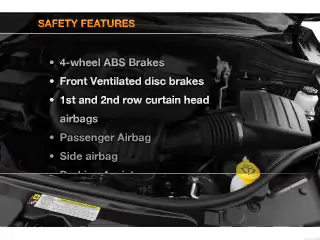 SAFETY FEATURES
• 4-wheel ABS Brakes
• Front Ventilated disc brakes
• 1st and 2nd row curtain head
airbags
• Passenger Airbag
• Side airbag